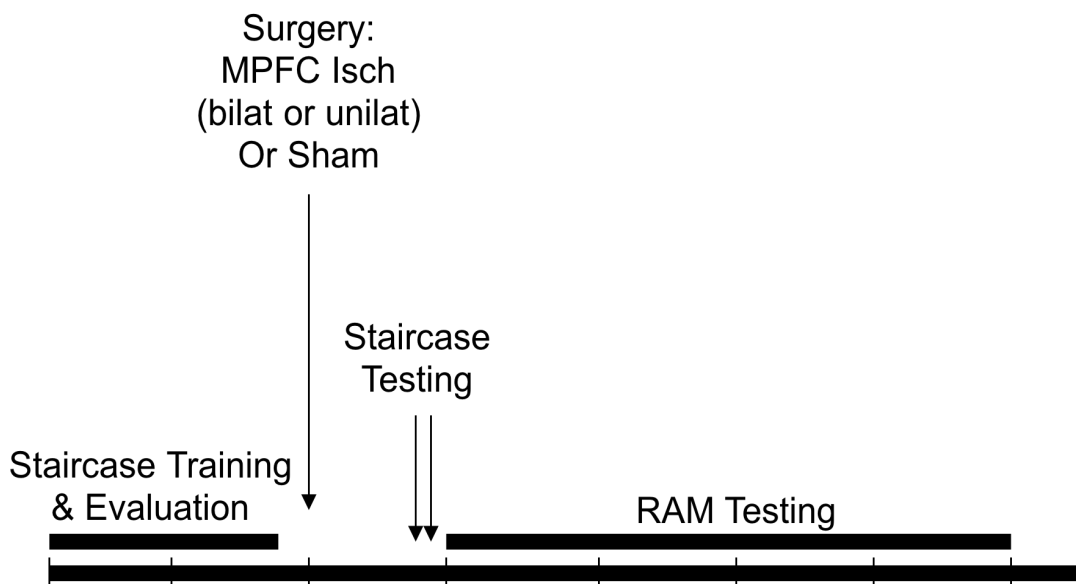 Surgery:
MPFC Isch
(bilat or unilat)
Or Sham
Staircase
Testing
Staircase Training
& Evaluation
RAM Testing